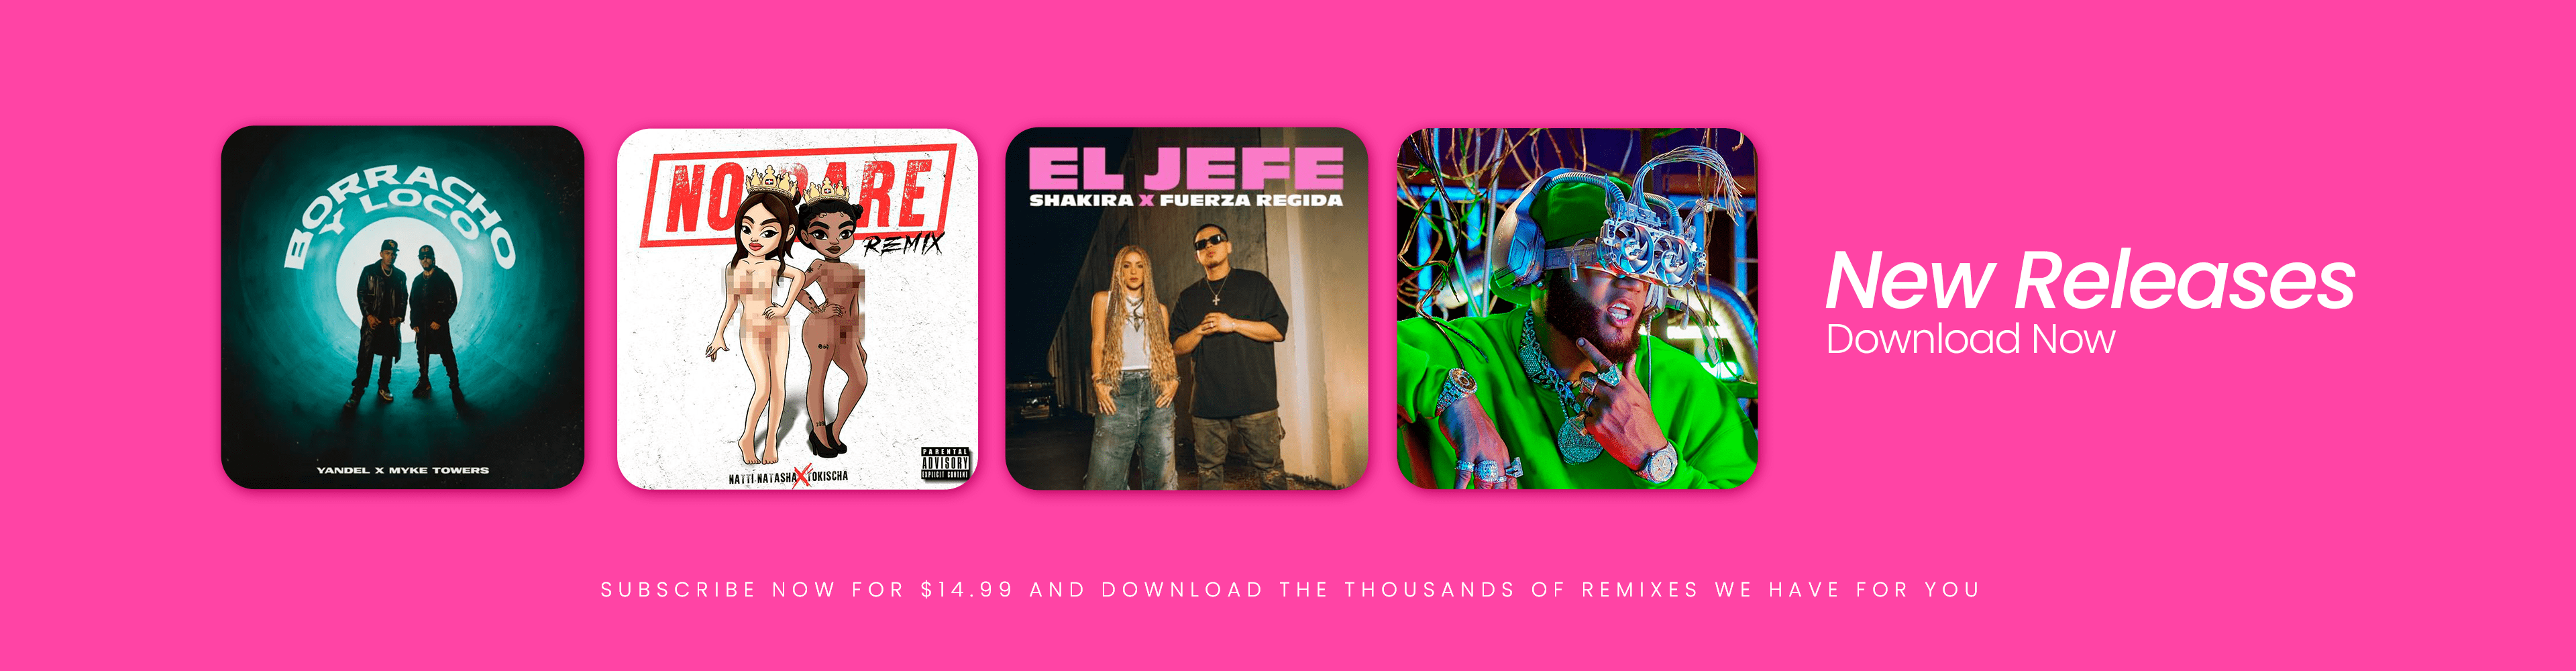 BORRACHO
Y LOCO
YANDEL X MYKE TOWERS
NO PARE
REMIX
NATTI NATASHA X TOKISCHA
PARENTAL
ADVISORY
EXPLICIT CONTENT
EL JEFE
SHAKIRA X FUERZA REGIDA
New Releases
Download Now
SUBSCRIBE NOW FOR $14.99 AND DOWNLOAD THE THOUSANDS OF REMIXES WE HAVE FOR YOU